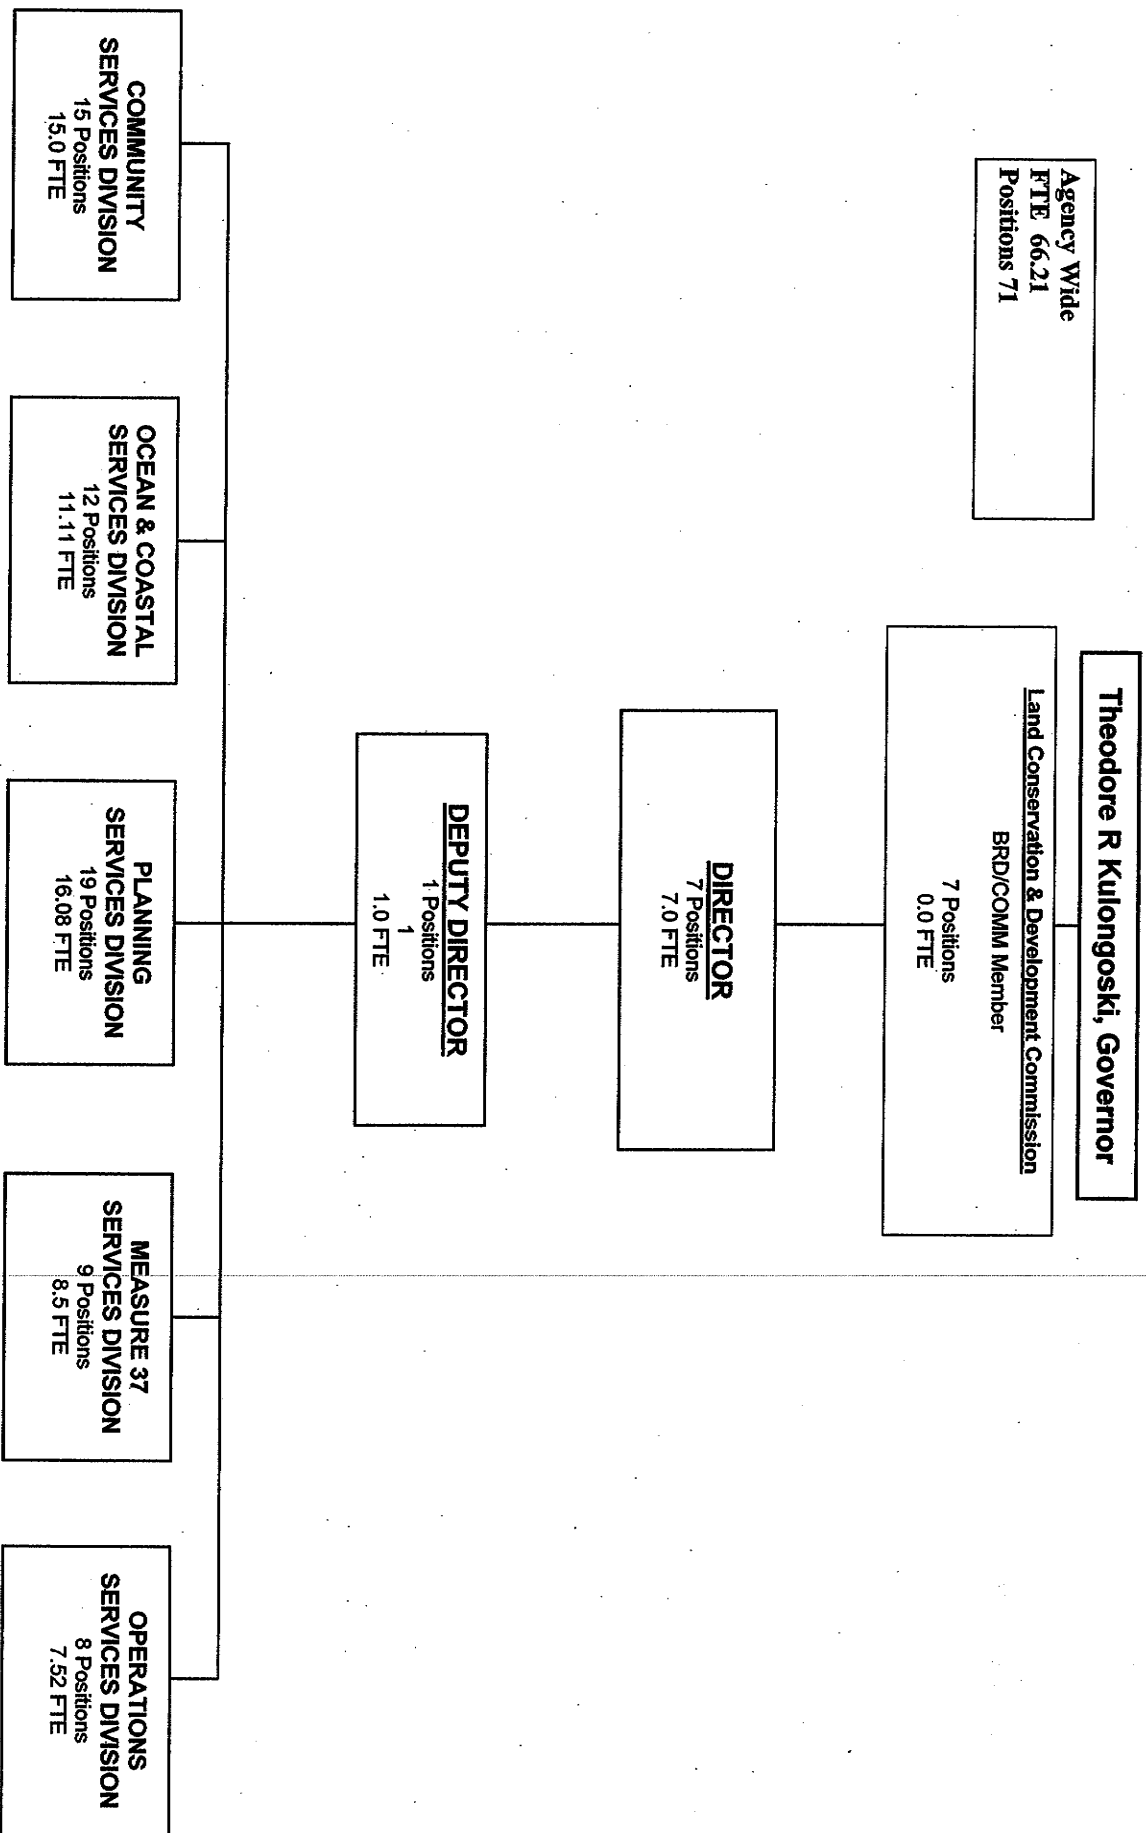 Theodore R Kulongoski, Governor
Agency Wide
FTE 66.21
Positions 71
Land Conservation & Development Commission
BRD/COMM Member
7 Positions
0.0 FTE
DIRECTOR
7 Positions
7.0 FTE
DEPUTY DIRECTOR
1 Positions
1
1.0 FTE
COMMUNITY
SERVICES DIVISION
15 Positions
15.0 FTE
OCEAN & COASTAL
SERVICES DIVISION
12 Positions
11.11 FTE
PLANNING
SERVICES DIVISION
19 Positions
16.08 FTE
MEASURE 37
SERVICES DIVISION
9 Positions
8.5 FTE
OPERATIONS
SERVICES DIVISION
8 Positions
7.52 FTE